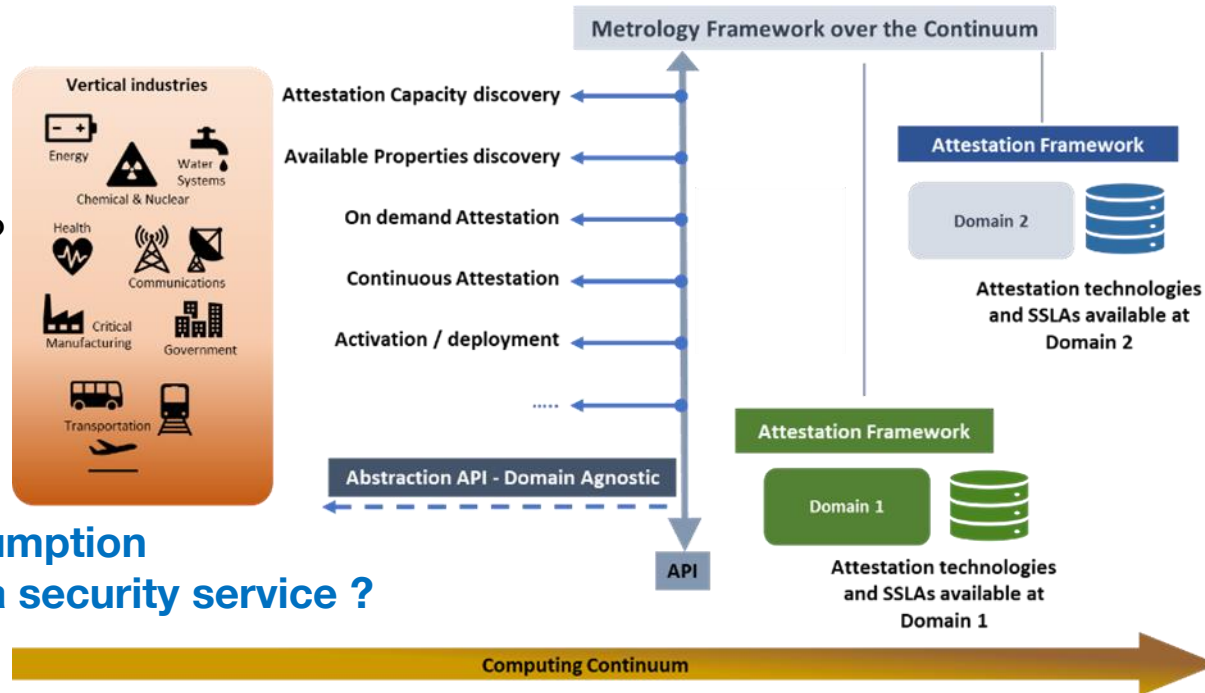 Metrology Framework over the Continuum
Vertical industries
Energy
Water
Systems
Chemical & Nuclear
Health
Communications
Critical
Manufacturing
Government
Transportation
Attestation Capacity discovery
Available Properties discovery
On demand Attestation
Continuous Attestation
Activation / deployment
.....
Abstraction API - Domain Agnostic
API
Attestation Framework
Domain 2
Attestation technologies
and SSLAs available at
Domain 2
Attestation Framework
Domain 1
Attestation technologies
and SSLAs available at
Domain 1
security service ?
Computing Continuum